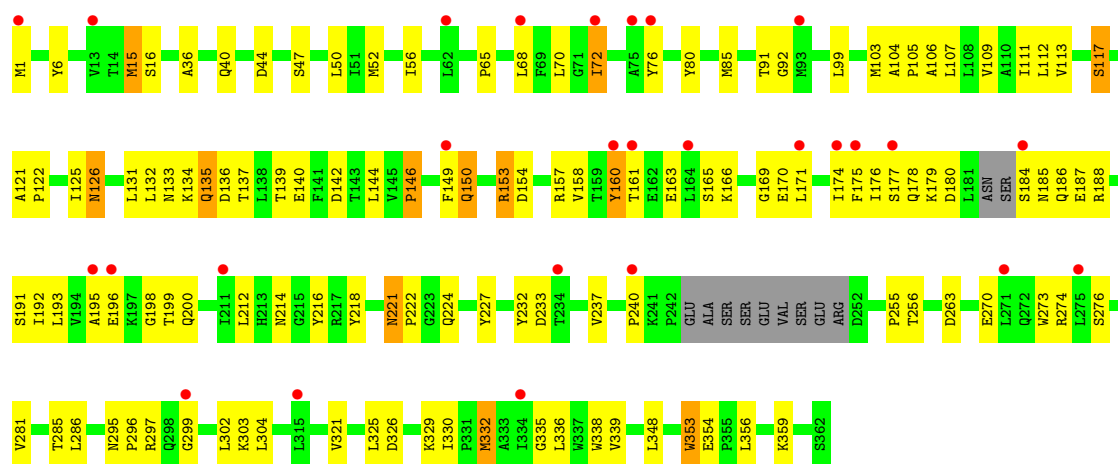 M1 Y6 V13 T14 M15 S16 A36 Q40 D44 S47 L50 I51 M52 I56 L62 P65 L68 F69 L70 G71 I72 A75 Y76 Y80 M85 T91 G92 M93 L99 M103 A104 P105 A106 L107 L108 V109 A110 I111 L112 V113 S117
A121 P122 I125 N126 L131 L132 N133 K134 Q135 D136 T137 L138 T139 E140 F141 D142 T143 L144 V145 P146 F149 Q150 R153 D154 R157 V158 T159 Y160 T161 E162 E163 L164 S165 K166 G169 E170 L171 I174 F175 I176 S177 Q178 K179 D180 L181 ASN SER S184 N185 Q186 E187 R188
S191 I192 L193 V194 A195 E196 K197 G198 T199 Q200 I211 L212 H213 N214 G215 Y216 R217 Y218 N221 P222 G223 Q224 Y227 Y232 D233 T234 V237 P240 K241 P242 GLU ALA SER SER GLU VAL SER GLU ARG D252 P255 T256 D263 E270 L271 Q272 W273 R274 L275 S276
V281 T285 L286 N295 P296 R297 Q298 G299 L302 K303 L304 L315 V321 L325 D326 K329 I330 P331 M332 A333 I334 G335 L336 W337 W338 V339 L348 W353 E354 P355 L356 K359 S362